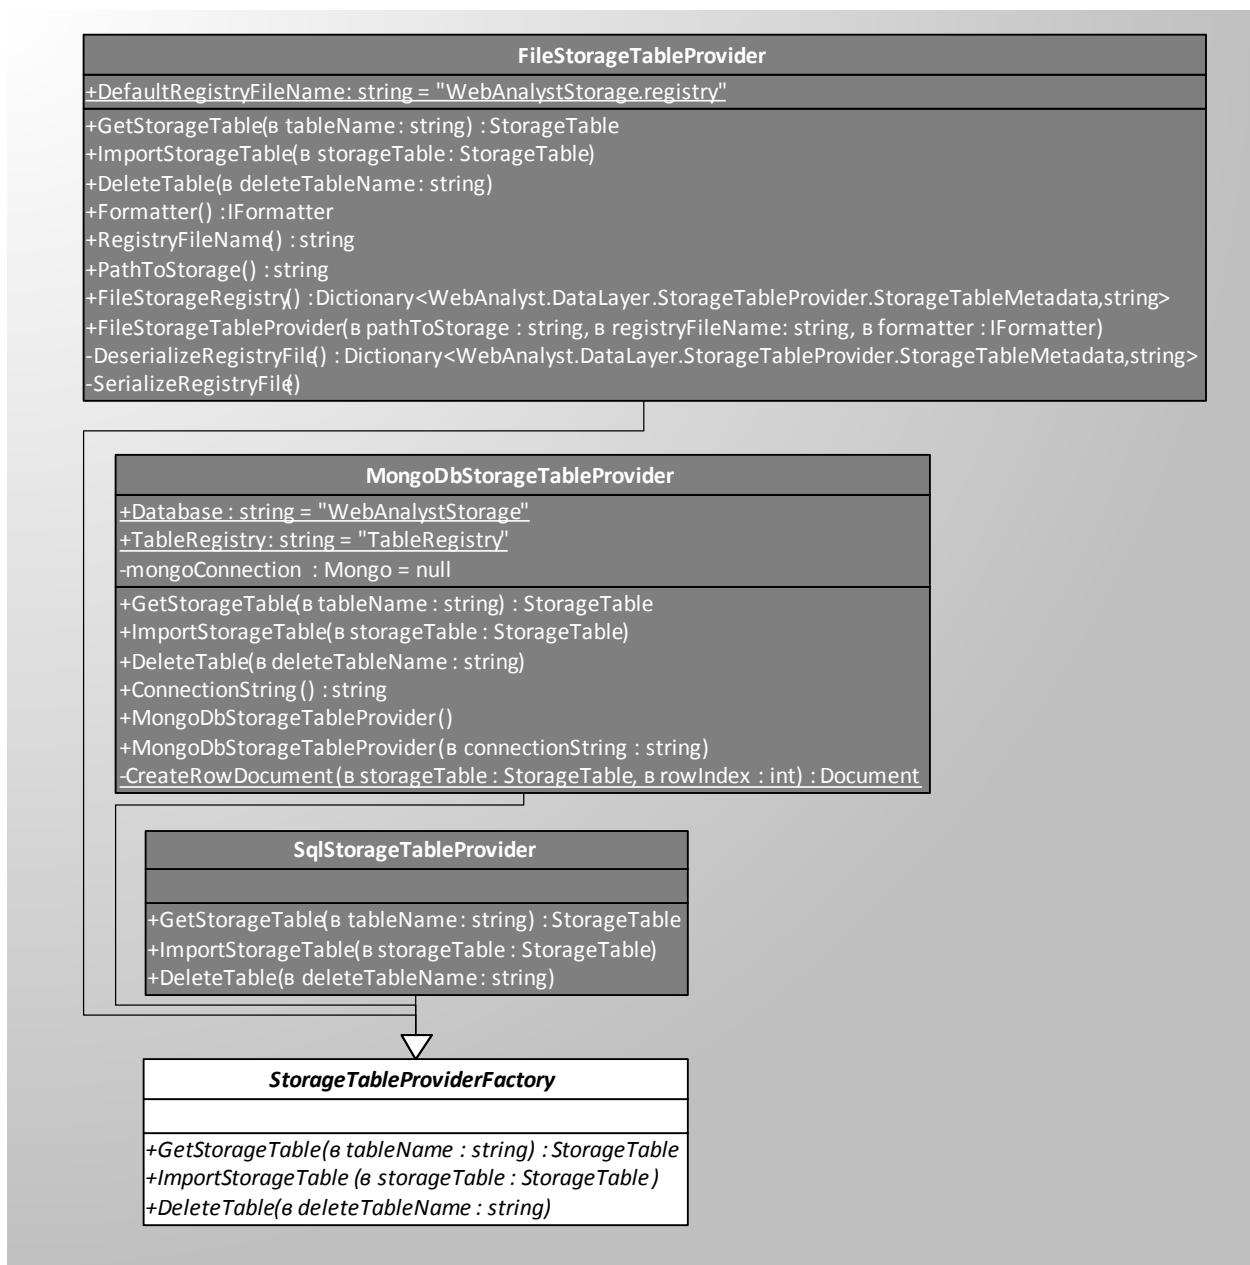 FileStorageTableProvider
+DefaultRegistryFileName: string = "WebAnalystStorage.registry"
+GetStorageTable(в tableName : string) : StorageTable
+ImportStorageTable(в storageTable : StorageTable)
+DeleteTable(в deleteTableName : string)
+Formatter() : IFormatter
+RegistryFileName() : string
+PathToStorage() : string
+FileStorageRegistry() : Dictionary<WebAnalyst.DataLayer.StorageTableProvider.StorageTableMetadata,string>
+FileStorageTableProvider(в pathToStorage : string, в registryFileName: string, в formatter : IFormatter)
-DeserializeRegistryFile() : Dictionary<WebAnalyst.DataLayer.StorageTableProvider.StorageTableMetadata,string>
-SerializeRegistryFile()
MongoDbStorageTableProvider
+Database : string = "WebAnalystStorage"
+TableRegistry: string = "TableRegistry"
-mongoConnection : Mongo = null
+GetStorageTable(в tableName : string) : StorageTable
+ImportStorageTable(в storageTable : StorageTable)
+DeleteTable(в deleteTableName : string)
+ConnectionString() : string
+MongoDbStorageTableProvider()
+MongoDbStorageTableProvider(в connectionString : string)
-CreateRowDocument(в storageTable : StorageTable, в rowIndex : int) : Document
SqlStorageTableProvider
+GetStorageTable(в tableName : string) : StorageTable
+ImportStorageTable(в storageTable : StorageTable)
+DeleteTable(в deleteTableName : string)
StorageTableProviderFactory
+GetStorageTable(в tableName : string) : StorageTable
+ImportStorageTable (в storageTable : StorageTable)
+DeleteTable(в deleteTableName : string)